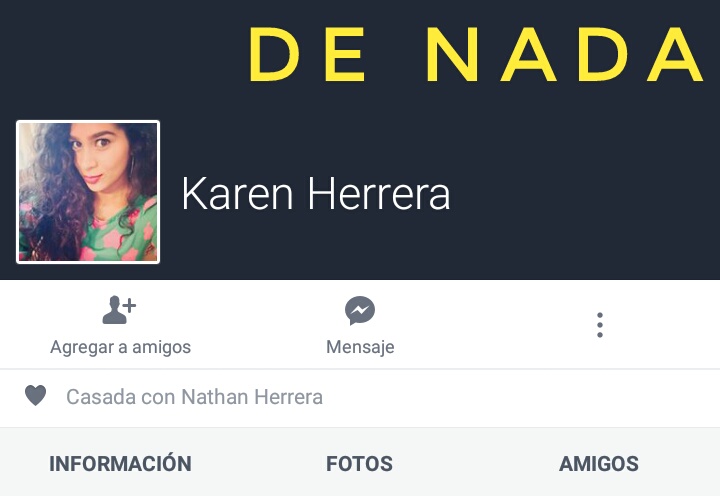 DE NADA
Karen Herrera
Agregar a amigos
Mensaje
Casada con Nathan Herrera
INFORMACIÓN
FOTOS
AMIGOS